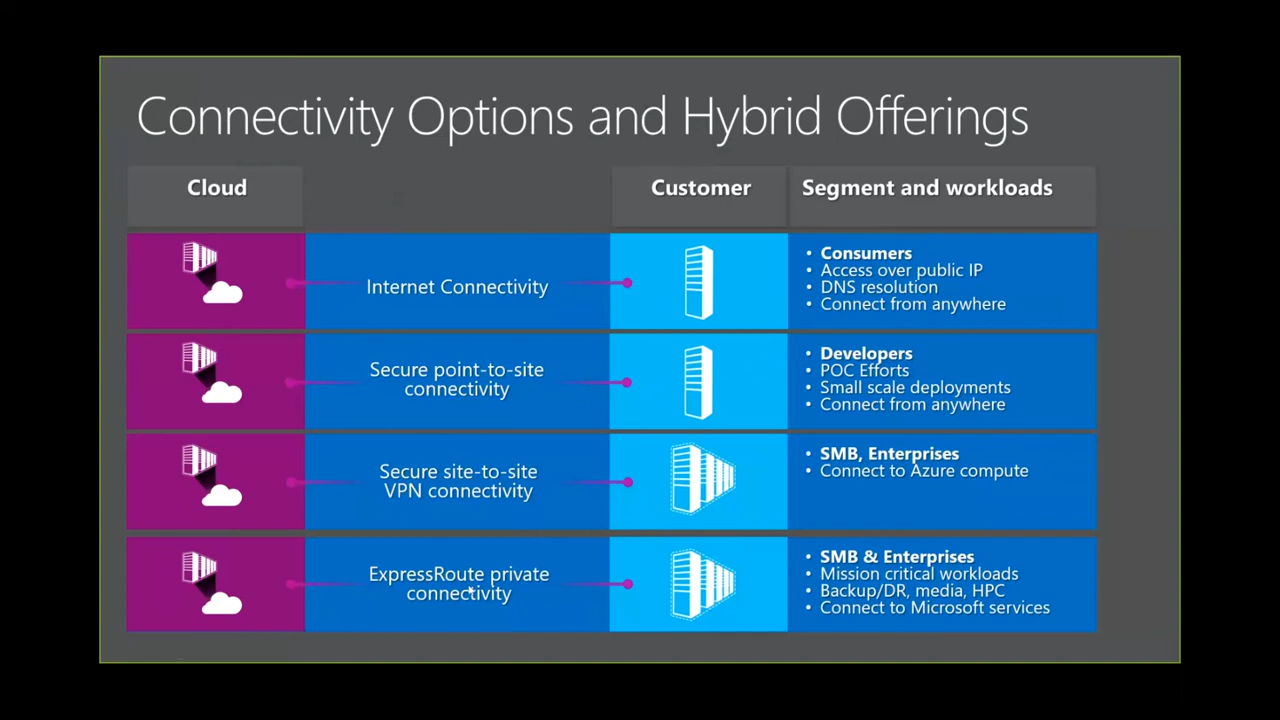 Connectivity Options and Hybrid Offerings
Cloud
Customer
Segment and workloads
Internet Connectivity
• Consumers
• Access over public IP
• DNS resolution
• Connect from anywhere
Secure point-to-site
connectivity
• Developers
• POC Efforts
• Small scale deployments
• Connect from anywhere
Secure site-to-site
VPN connectivity
• SMB, Enterprises
• Connect to Azure compute
ExpressRoute private
connectivity
• SMB & Enterprises
• Mission critical workloads
• Backup/DR, media, HPC
• Connect to Microsoft services